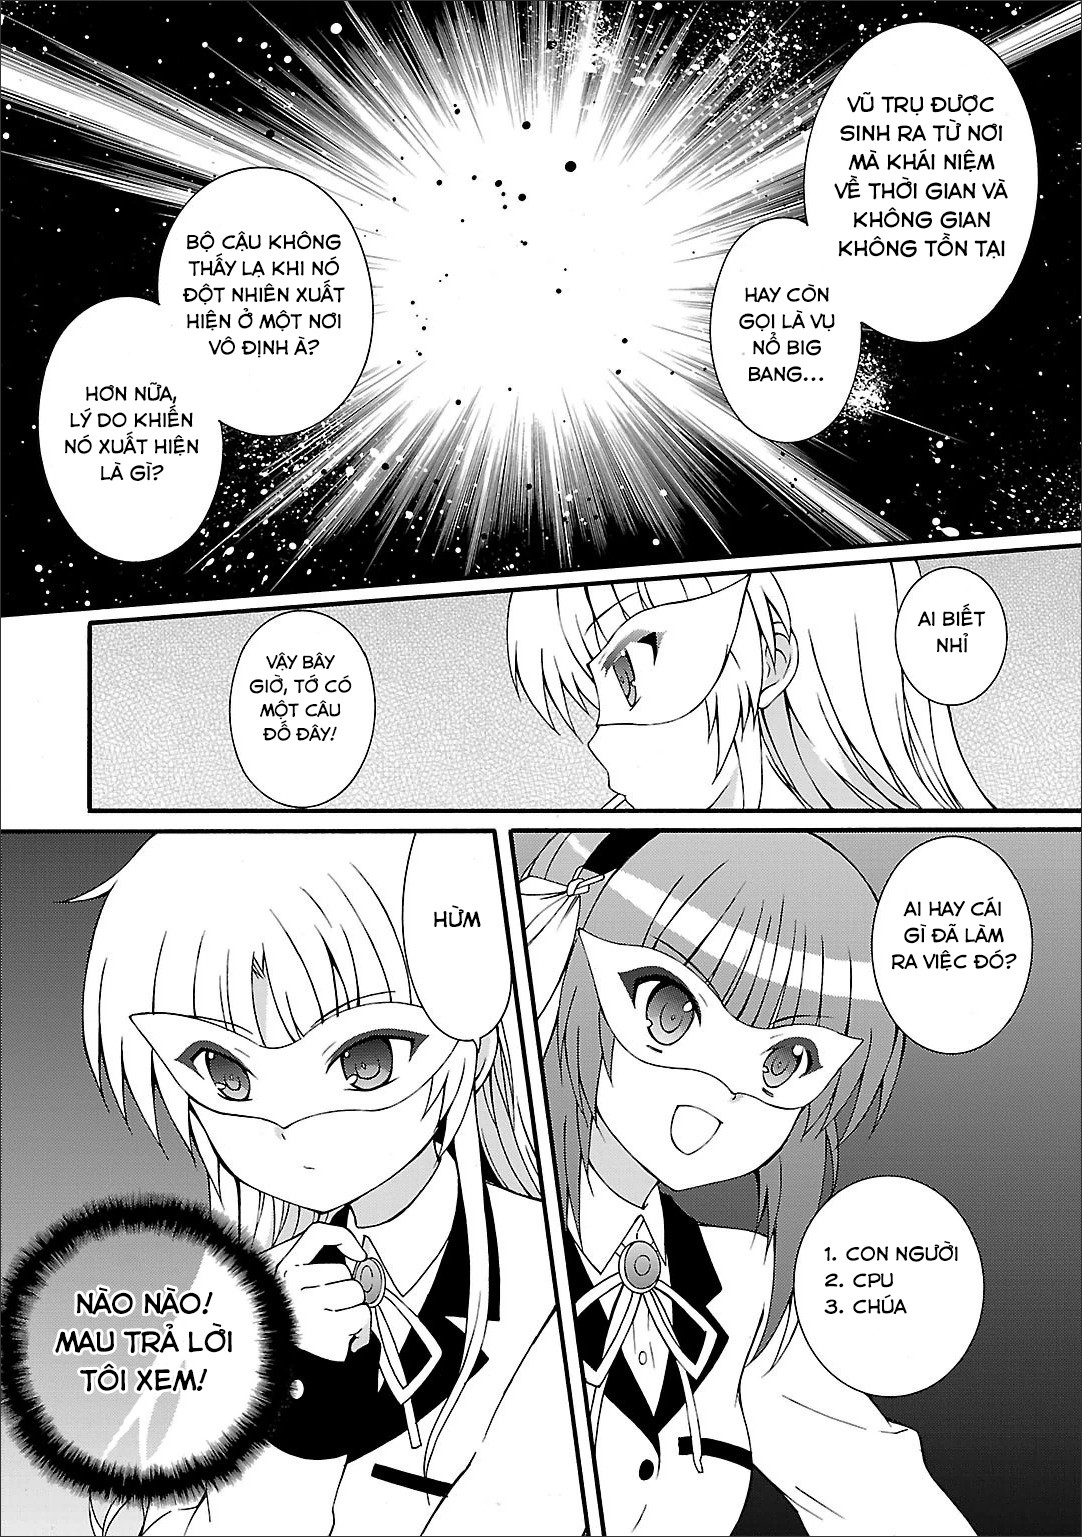 VŨ TRỤ ĐƯỢC
SINH RA TỪ NƠI
MÀ KHÁI NIỆM
VỀ THỜI GIAN VÀ
KHÔNG GIAN
KHÔNG TỒN TẠI
HAY CÒN
GỌI LÀ VỤ
NỔ BIG
BANG...
BỘ CẬU KHÔNG
THẤY LẠ KHI NÓ
ĐỘT NHIÊN XUẤT
HIỆN Ở MỘT NƠI
VÔ ĐỊNH À?
HƠN NỮA,
LÝ DO KHIẾN
NÓ XUẤT HIỆN
LÀ GÌ?
AI BIẾT
NHỈ
VẬY BÂY
GIỜ, TỚ CÓ
MỘT CÂU
ĐỐ ĐÂY!
AI HAY CÁI
GÌ ĐÃ LÀM
RA VIỆC ĐÓ?
1. CON NGƯỜI
2. CPU
3. CHÚA
HỪM
NÀO NÀO!
MAU TRẢ LỜI
TÔI XEM!